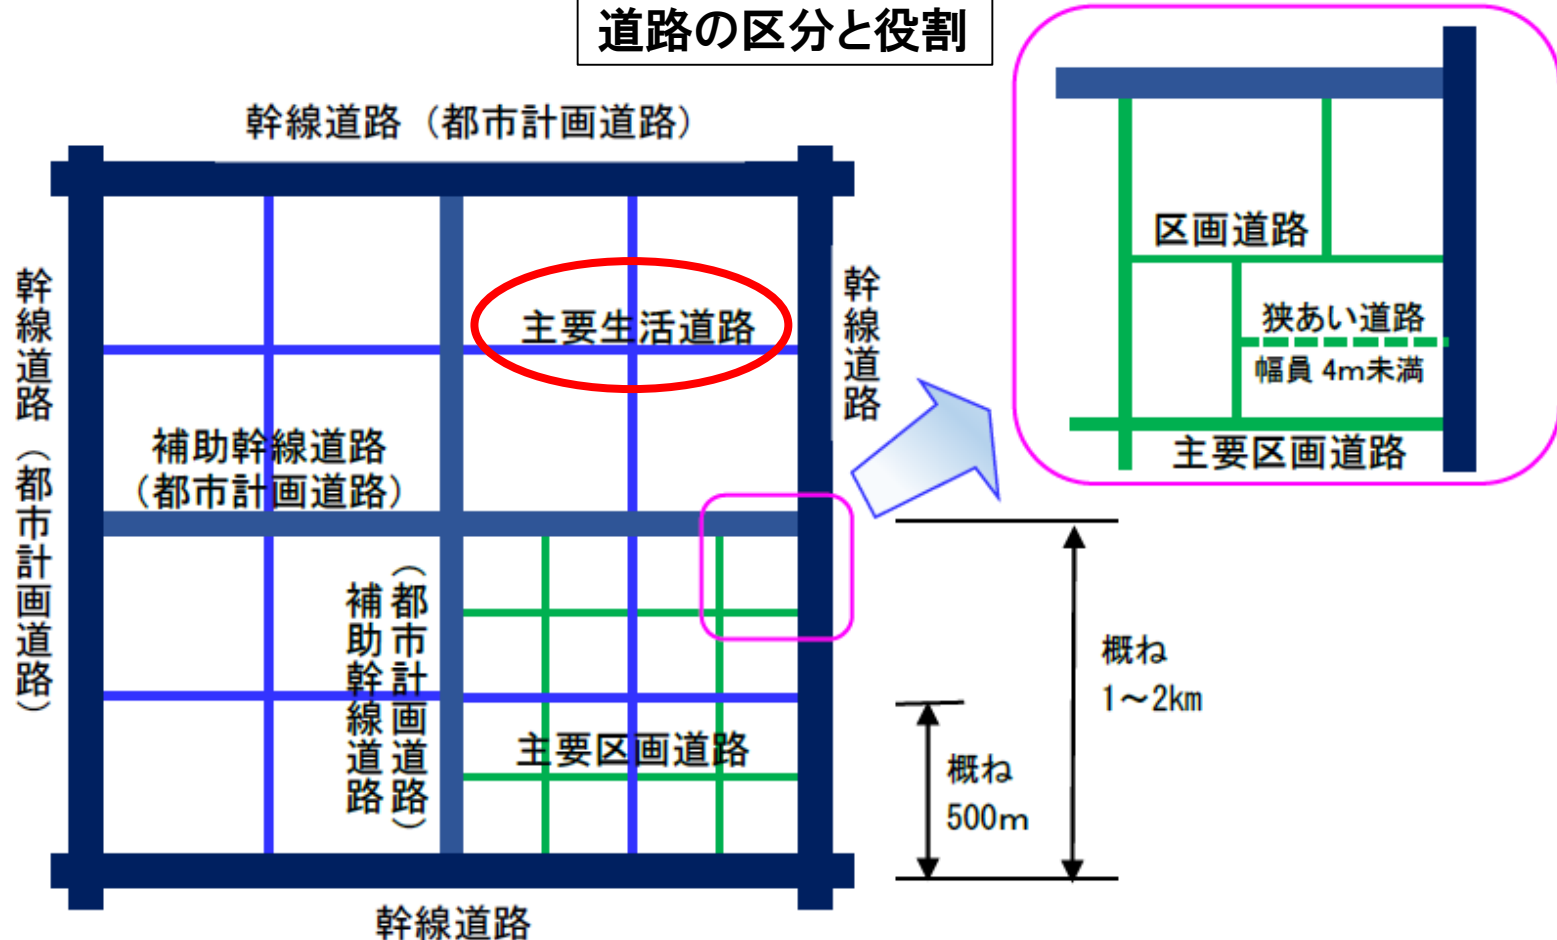 道路の区分と役割
幹線道路（都市計画道路）
幹線道路（都市計画道路）
主要生活道路
幹線道路
補助幹線道路
（都市計画道路）
補助幹線道路
（都市計画道路）
主要区画道路
幹線道路
区画道路
狭あい道路
幅員 4m未満
主要区画道路
概ね
1～2km
概ね
500m